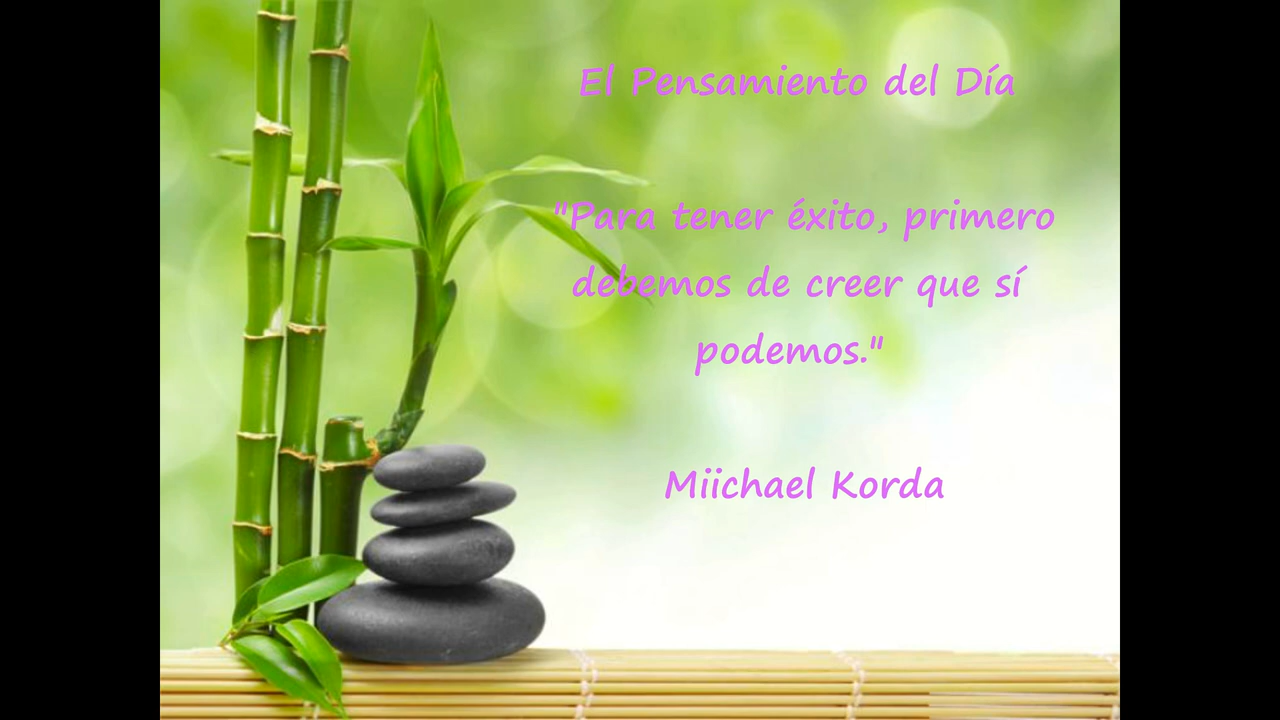 El Pensamiento del Día
"Para tener éxito, primero
debemos de creer que sí
podemos."
Miichael Korda